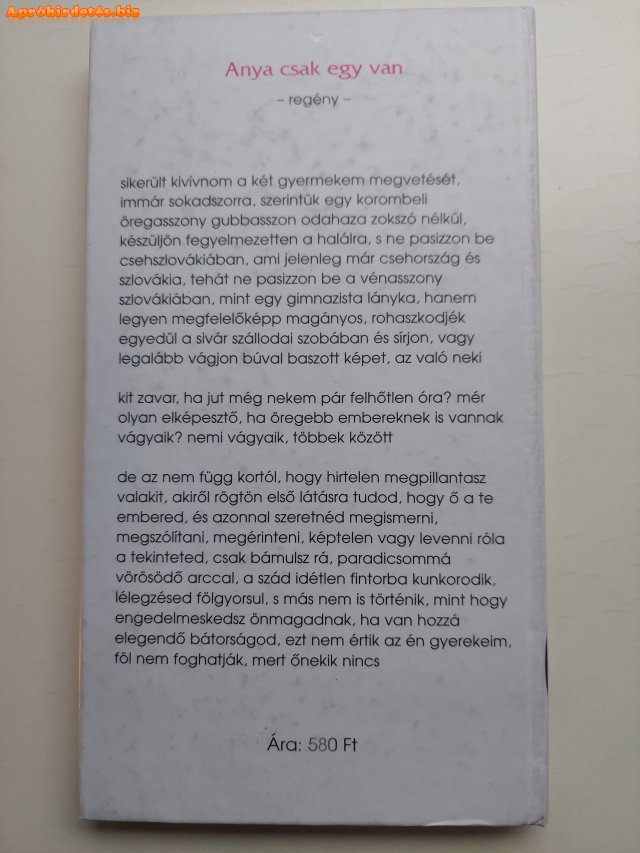 Apróhirdetés.biz
Anya csak egy van
– regény –
sikerült kivívnom a két gyermekem megvetését,
immár sokadszorra, szerintük egy korombeli
öregasszony gubbasszon odahaza zokszó nélkül,
készüljön fegyelmezetten a halálra, s ne pasizzon be
csehszlovákiában, ami jelenleg már csehország és
szlovákia, tehát ne pasizzon be a vénasszony
szlovákiában, mint egy gimnazista lányka, hanem
legyen megfelelőképp magányos, rohaszkodjék
egyedül a sivár szállodai szobában és sírjon, vagy
legalább vágjon búval baszott képet, az való neki
kit zavar, ha jut még nekem pár felhőtlen óra? mér
olyan elképesztő, ha öregebb embereknek is vannak
vágyaik? nemi vágyaik, többek között
de az nem függ kortól, hogy hirtelen megpillantasz
valakit, akiről rögtön első látásra tudod, hogy ő a te
embered, és azonnal szeretnéd megismerni,
megszólítani, megérinteni, képtelen vagy levenni róla
a tekinteted, csak bámulsz rá, paradicsommá
vörösödő arccal, a szád idétlen fintorba kunkorodik,
lélegzésed fölgyorsul, s más nem is történik, mint hogy
engedelmeskedsz önmagadnak, ha van hozzá
elegendő bátorságod, ezt nem értik az én gyerekeim,
föl nem foghatják, mert őnekik nincs
Ára: 580 Ft